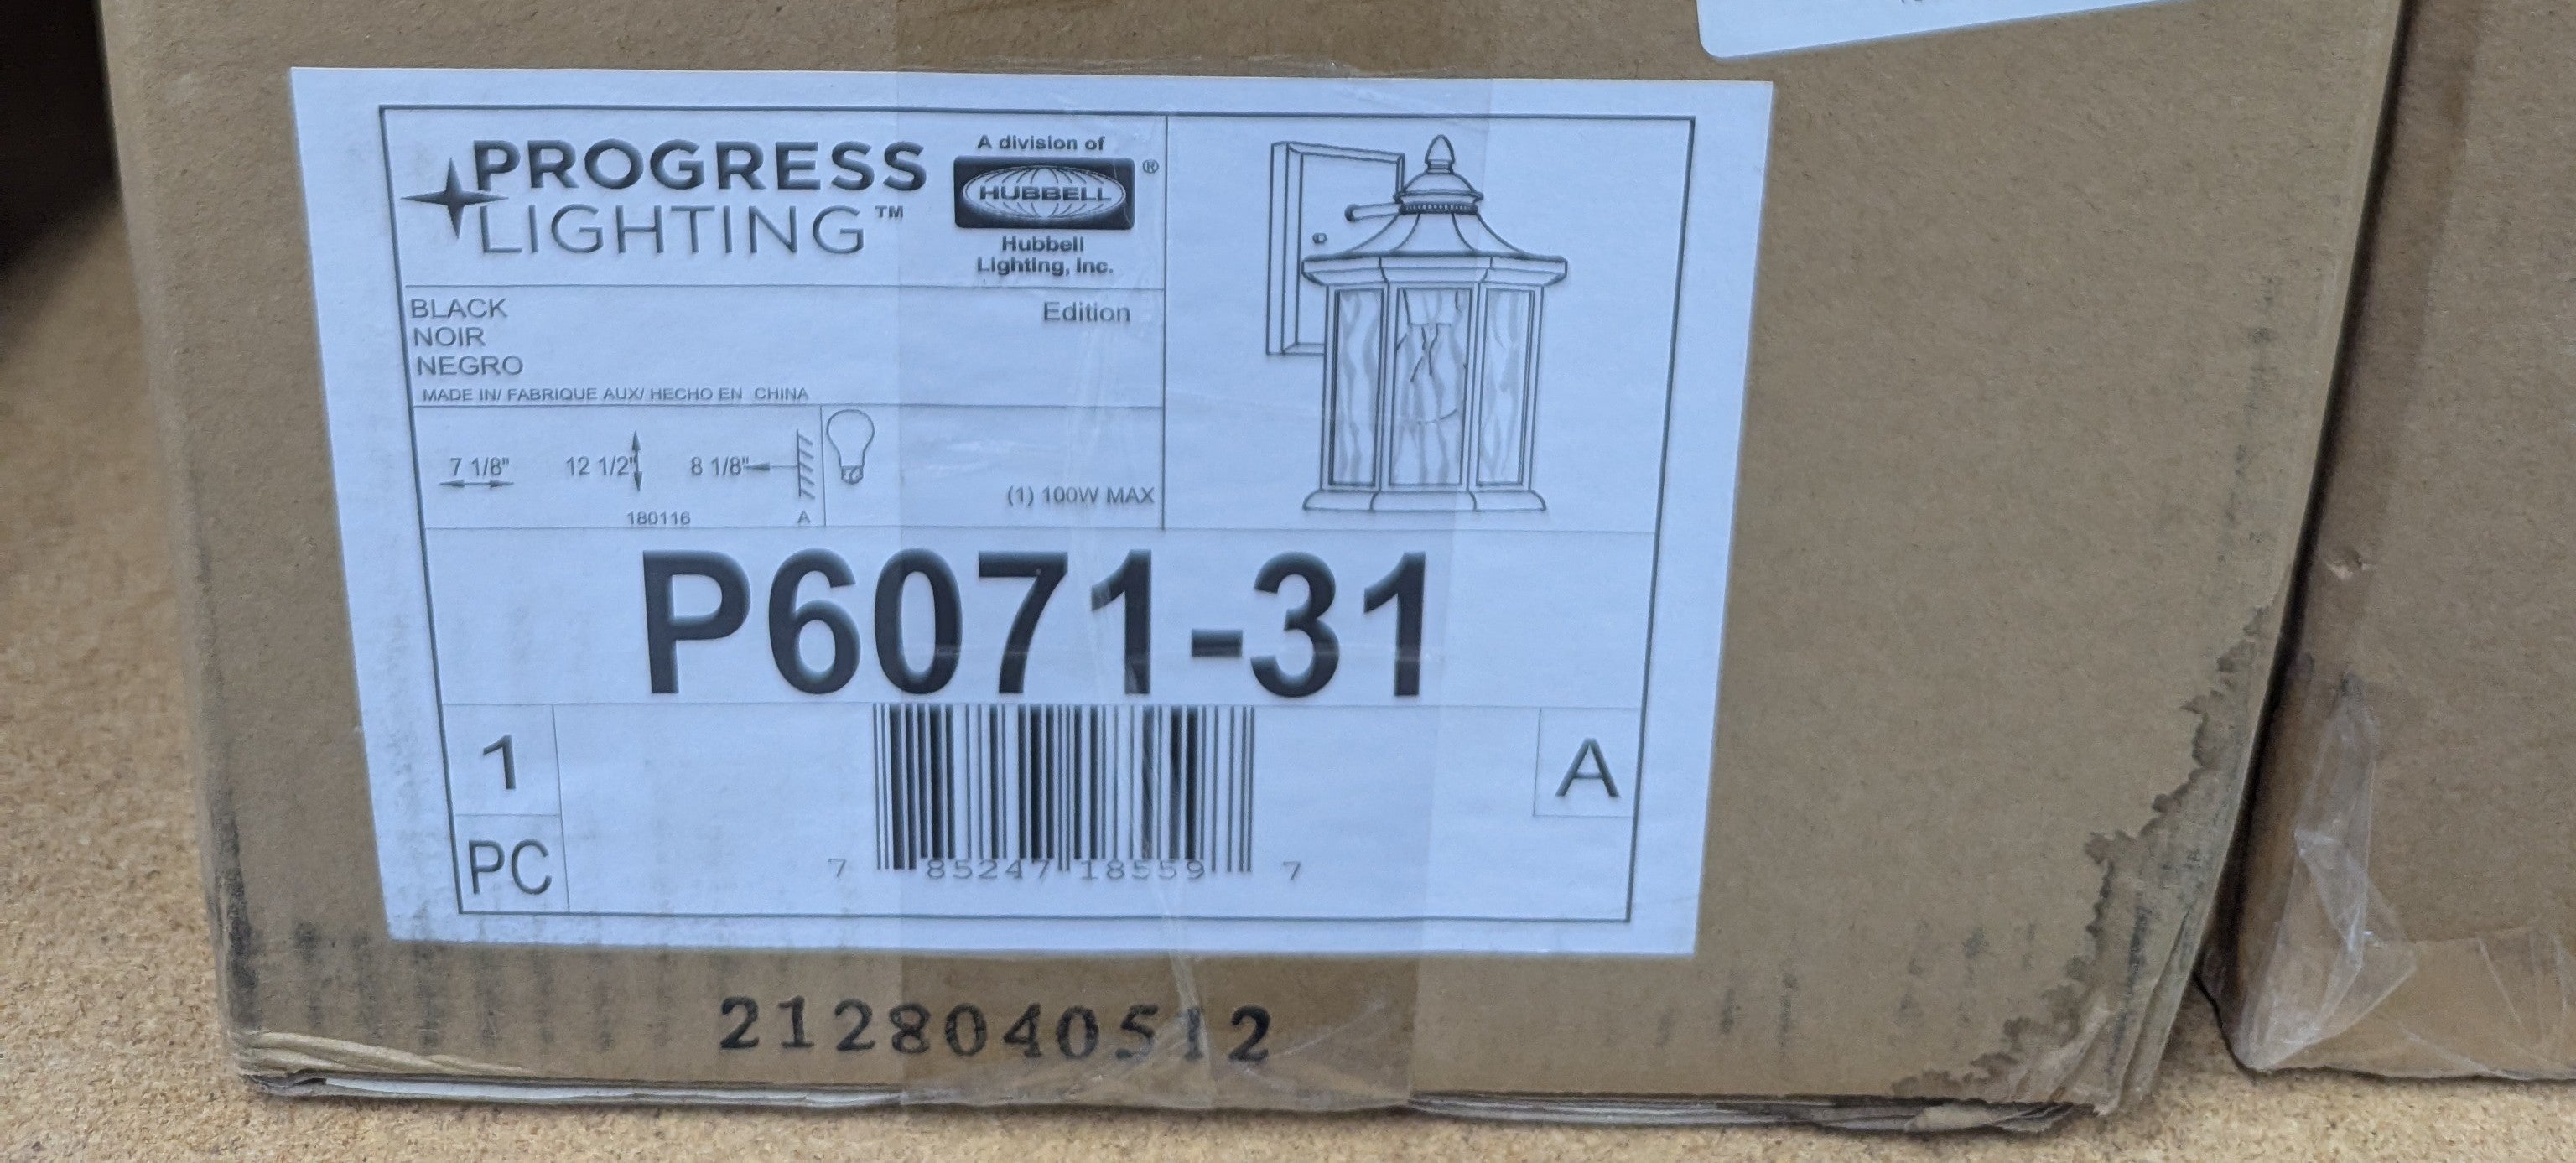 PROGRESS
LIGHTING™
A division of
HUBBELL
®
Hubbell
Lighting, Inc.
BLACK
NOIR
NEGRO
Edition
MADE IN/ FABRIQUE AUX/ HECHO EN CHINA
7 1/8" 12 1/2" 8 1/8"
180116 A
(1) 100W MAX
P6071-31
1
PC
7 85247 18559 7
A
2128040512